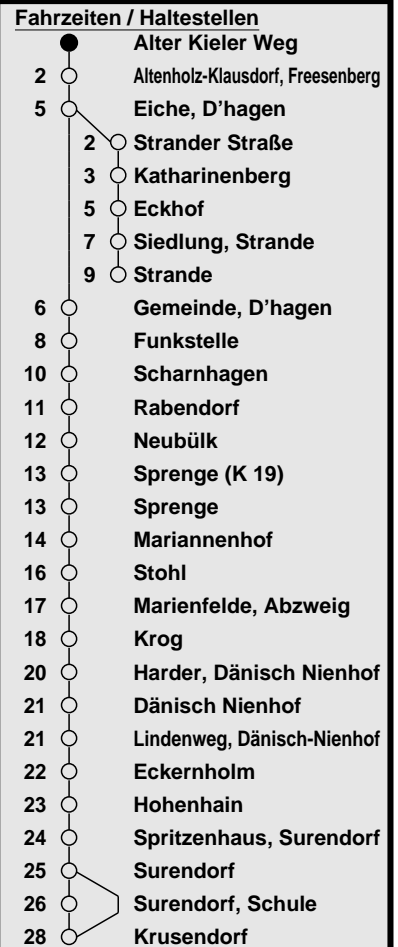 Fahrzeiten / Haltestellen
Alter Kieler Weg
2 Altenholz-Klausdorf, Freesenberg
5 Eiche, D'hagen
2 Strander Straße
3 Katharinenberg
5 Eckhof
7 Siedlung, Strande
9 Strande
6 Gemeinde, D'hagen
8 Funkstelle
10 Scharnhagen
11 Rabendorf
12 Neubülk
13 Sprenge (K 19)
13 Sprenge
14 Mariannenhof
16 Stohl
17 Marienfelde, Abzweig
18 Krog
20 Harder, Dänisch Nienhof
21 Dänisch Nienhof
21 Lindenweg, Dänisch-Nienhof
22 Eckernholm
23 Hohenhain
24 Spritzenhaus, Surendorf
25 Surendorf
26 Surendorf, Schule
28 Krusendorf